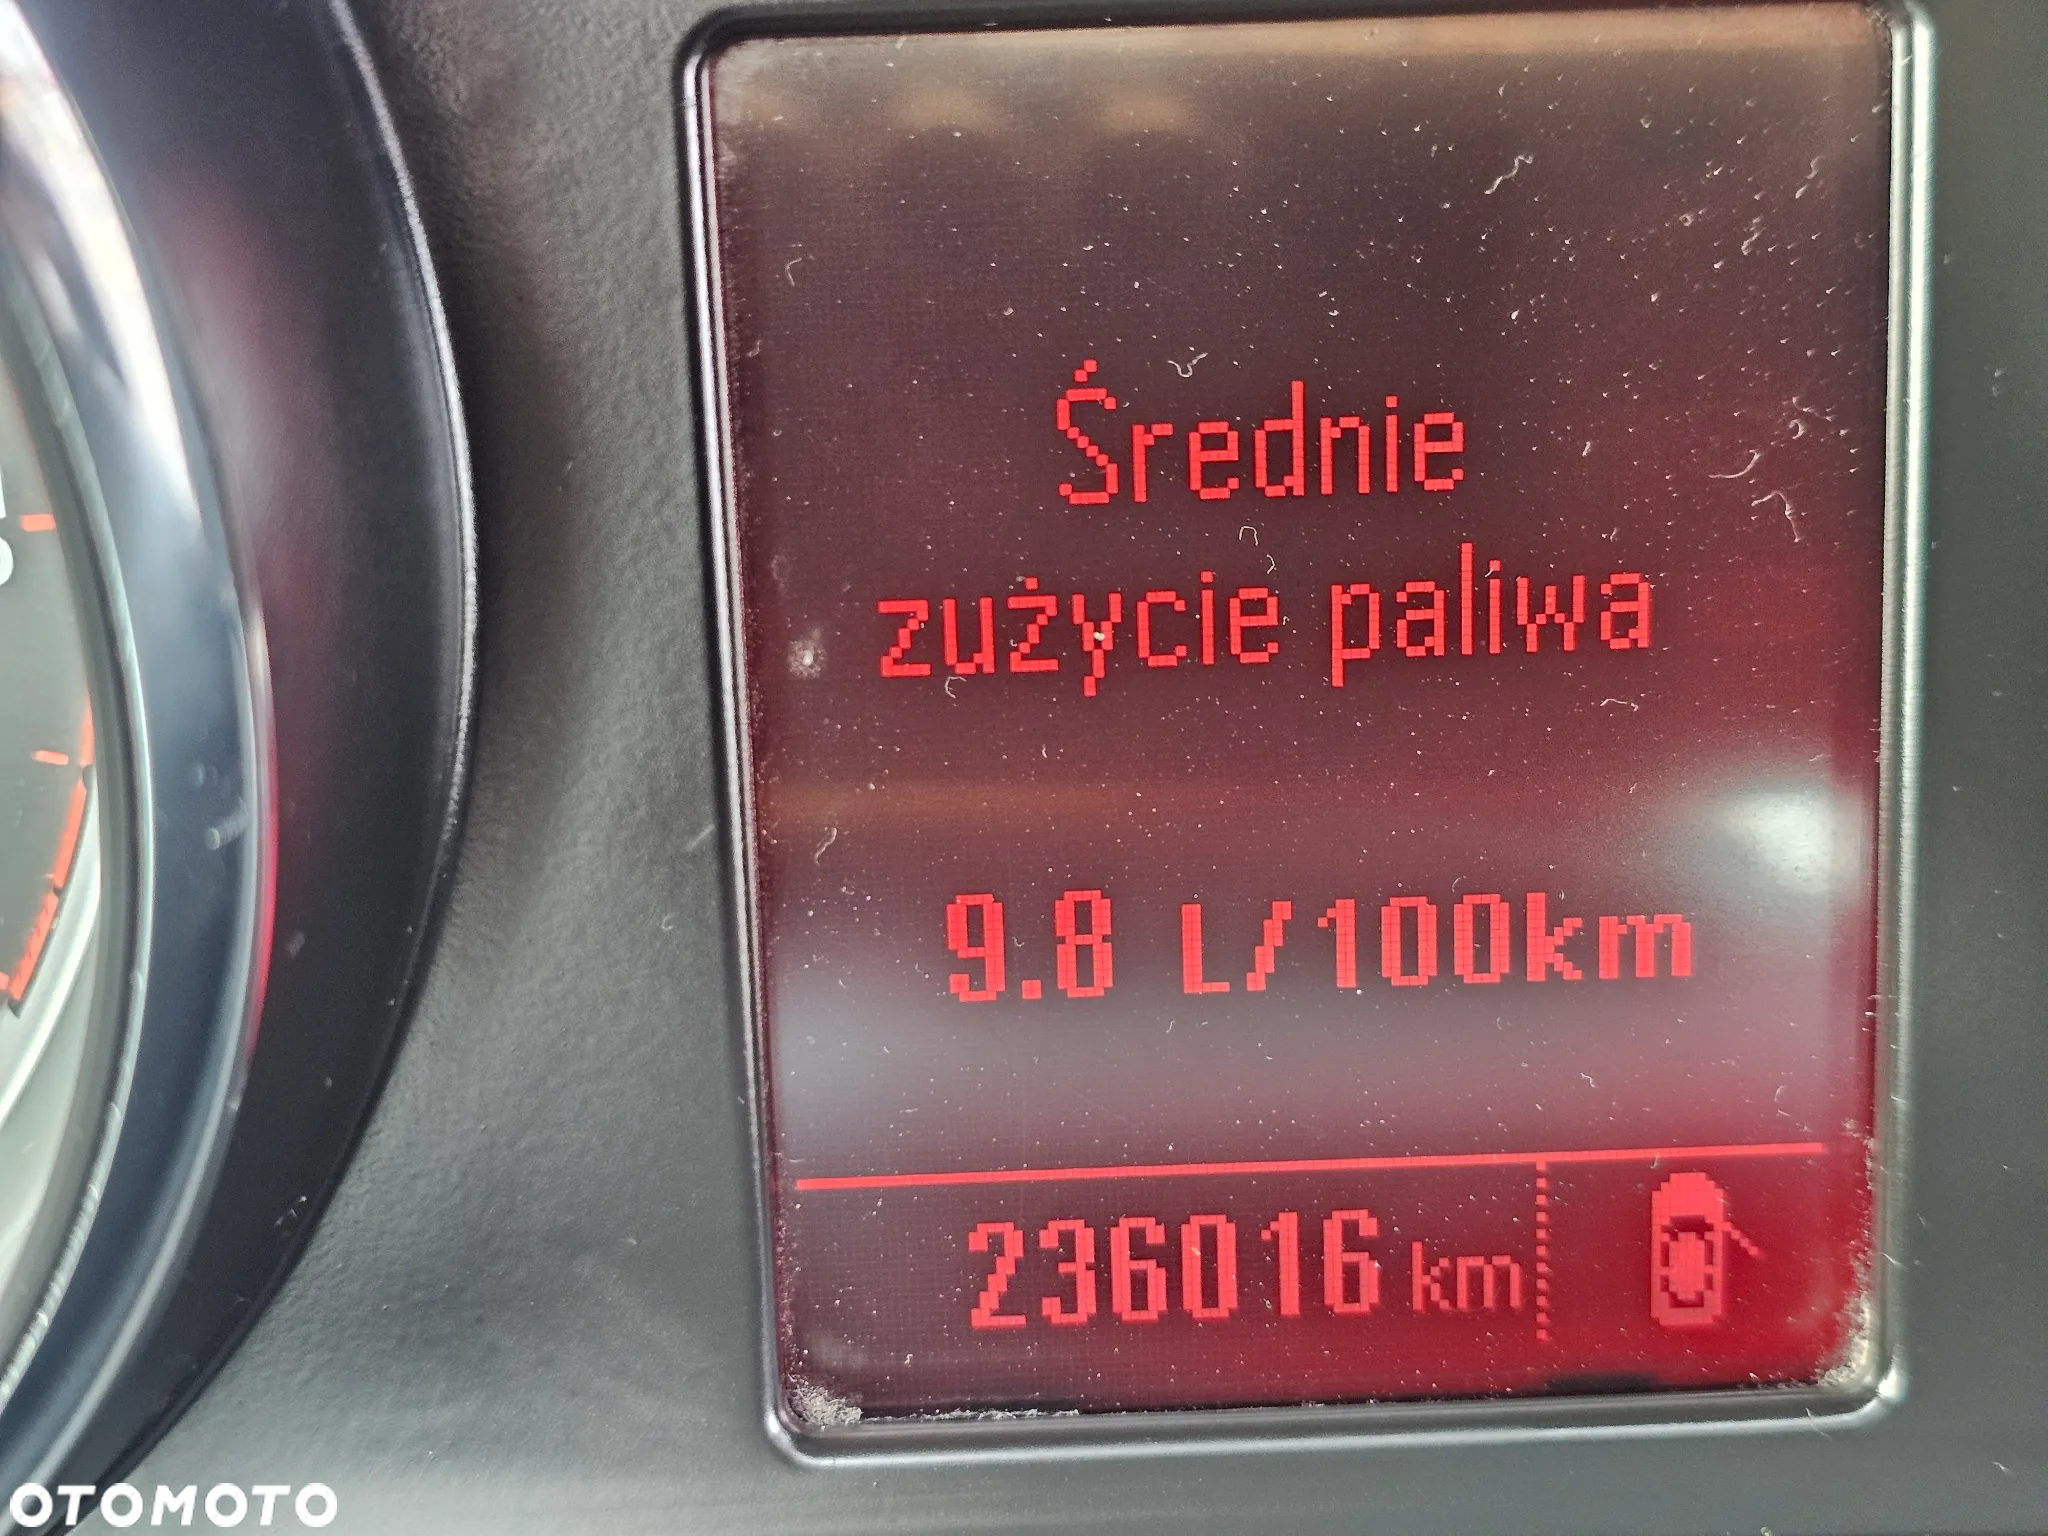 Średnie
zużycie paliwa
9.8 L/100km
236016 km
OTOMOTO